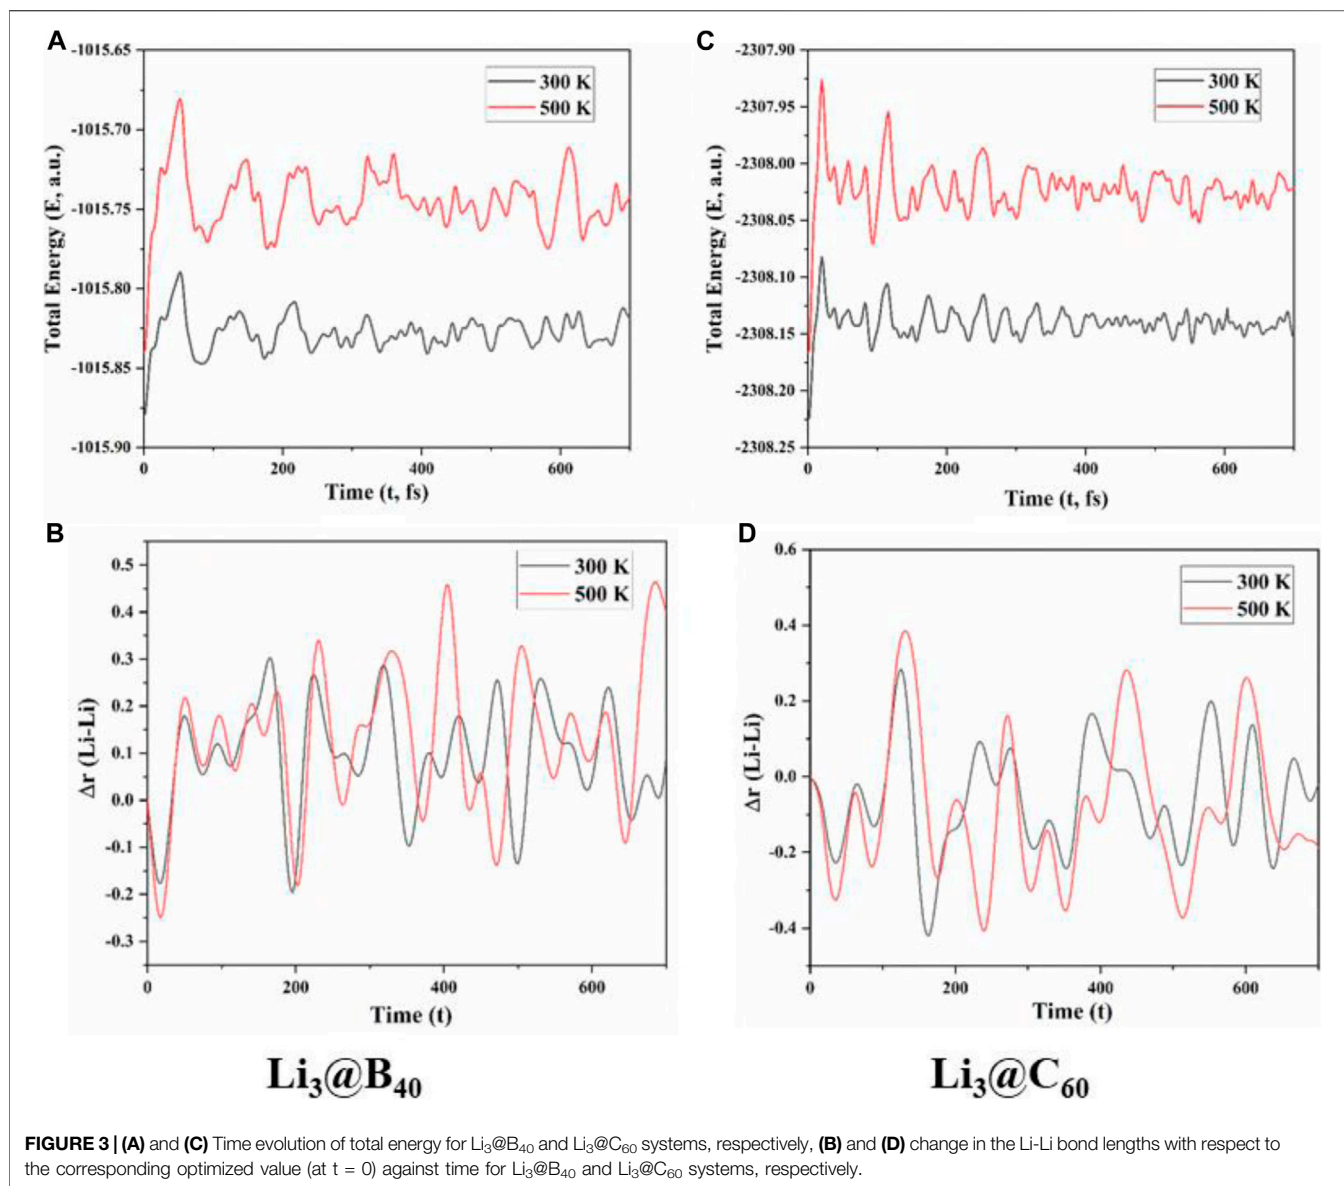 A
-1015.65
-1015.70
-1015.75
-1015.80
-1015.85
-1015.90
Total Energy (E, a.u.)
300 K
500 K
0
200
400
600
Time (t, fs)
C
-2307.90
-2307.95
-2308.00
-2308.05
-2308.10
-2308.15
-2308.20
-2308.25
Total Energy (E, a.u.)
300 K
500 K
0
200
400
600
Time (t, fs)
B
0.5
0.4
0.3
0.2
0.1
0.0
-0.1
-0.2
-0.3
Δr (Li-Li)
300 K
500 K
0
200
400
600
Time (t)
D
0.6
0.4
0.2
0.0
-0.2
-0.4
Δr (Li-Li)
300 K
500 K
0
200
400
600
Time (t)
Li₃@B₄₀
Li₃@C₆₀
FIGURE 3 | (A) and (C) Time evolution of total energy for Li₃@B₄₀ and Li₃@C₆₀ systems, respectively, (B) and (D) change in the Li-Li bond lengths with respect to
the corresponding optimized value (at t = 0) against time for Li₃@B₄₀ and Li₃@C₆₀ systems, respectively.